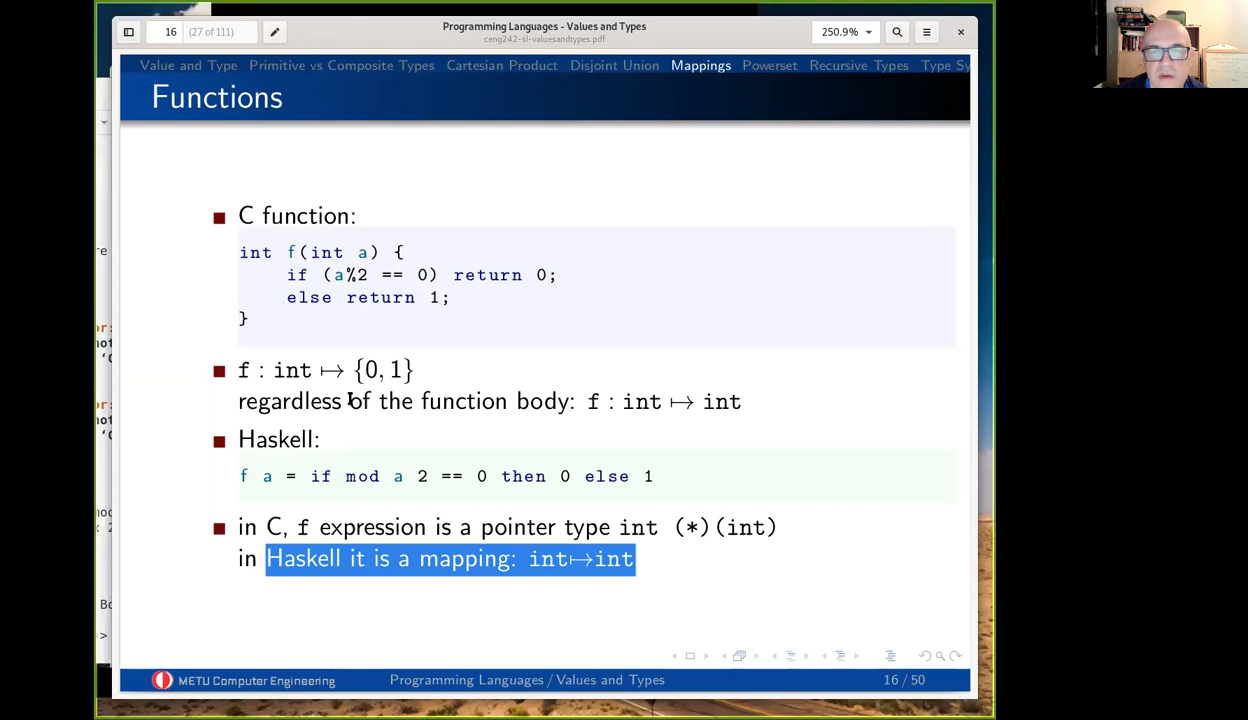 16 (27 of 111)
Programming Languages - Values and Types
ceng242-sl-valuesandtypes.pdf
250.9%
Value and Type Primitive vs Composite Types Cartesian Product Disjoint Union Mappings Powerset Recursive Types Type Sy
Functions
C function:
int f(int a) {
if (a%2 == 0) return 0;
else return 1;
}
f : int ↦ {0, 1}
regardless of the function body: f : int ↦ int
Haskell:
f a = if mod a 2 == 0 then 0 else 1
in C, f expression is a pointer type int (*)(int)
in Haskell it is a mapping: int↦int
METU Computer Engineering Programming Languages / Values and Types 16 / 50